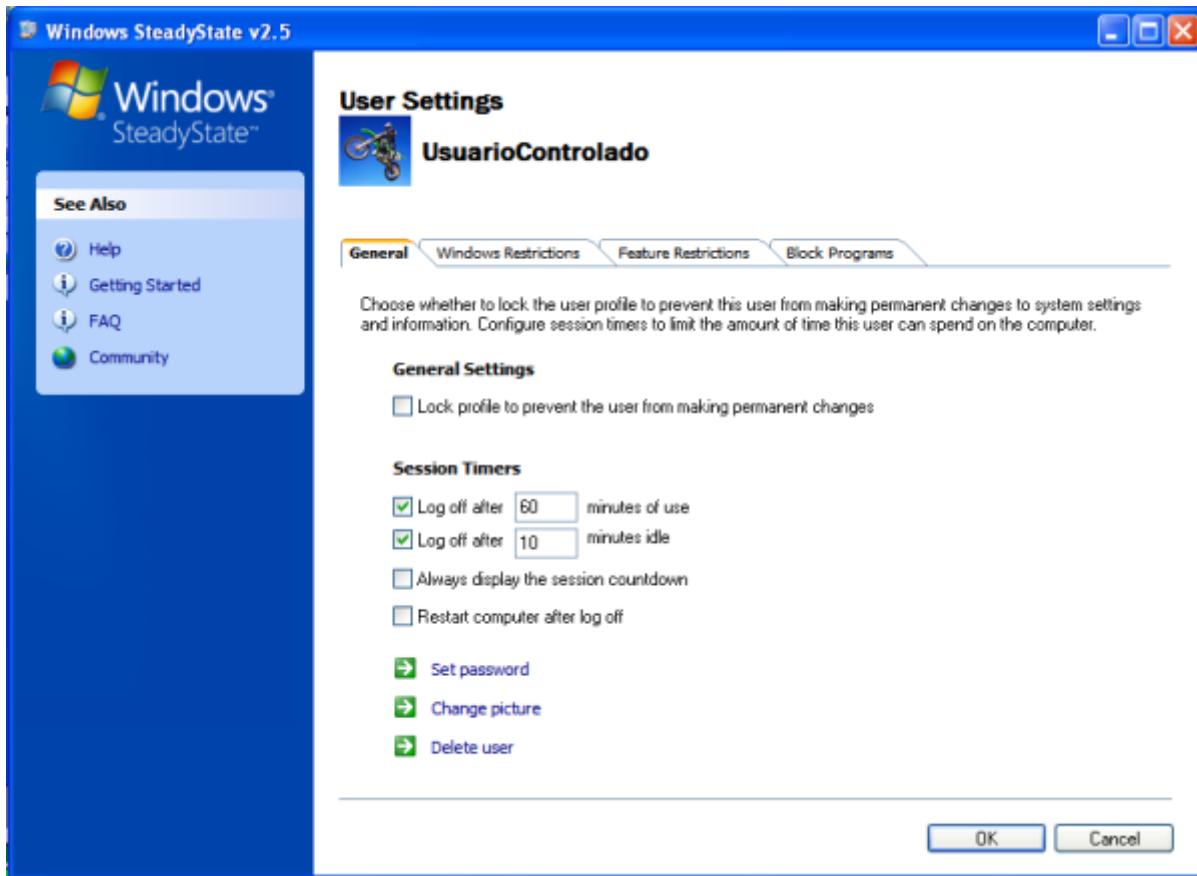 Windows SteadyState v2.5
Windows®
SteadyState™
See Also
Help
Getting Started
FAQ
Community
User Settings
UsuarioControlado
General Windows Restrictions Feature Restrictions Block Programs
Choose whether to lock the user profile to prevent this user from making permanent changes to system settings
and information. Configure session timers to limit the amount of time this user can spend on the computer.
General Settings
Lock profile to prevent the user from making permanent changes
Session Timers
Log off after 60 minutes of use
Log off after 10 minutes idle
Always display the session countdown
Restart computer after log off
Set password
Change picture
Delete user
OK Cancel